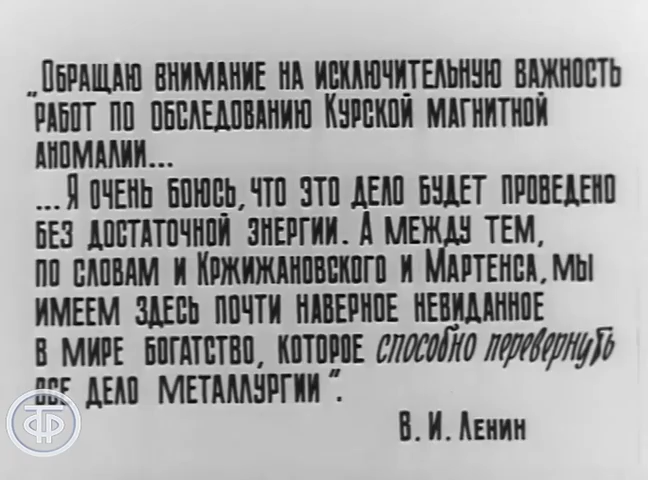 „Обращаю внимание на исключительную важность
работ по обследованию Курской магнитной
аномалии...
...Я очень боюсь, что это дело будет проведено
без достаточной энергии. А между тем,
по словам и Кржижановского и Мартенса, мы
имеем здесь почти наверное невиданное
в мире богатство, которое способно перевернуть
все дело металлургии".
В. И. Ленин